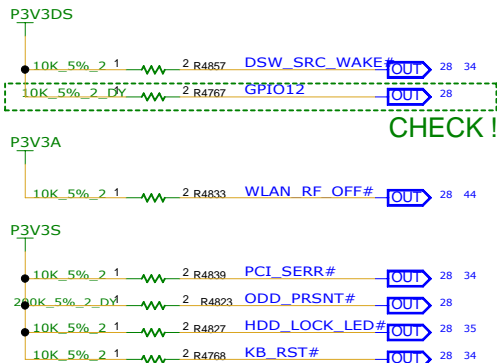 P3V3DS
10K_5%_2 1 2 R4857 DSW_SRC_WAKE# OUT 28 34
10K_5%_2_DY 1 2 R4767 GPIO12 OUT 28
CHECK !
P3V3A
10K_5%_2 1 2 R4833 WLAN_RF_OFF# OUT 28 44
P3V3S
10K_5%_2 1 2 R4839 PCI_SERR# OUT 28 34
200K_5%_2_DY 1 2 R4823 ODD_PRSNT# OUT 28
10K_5%_2 1 2 R4827 HDD_LOCK_LED# OUT 28 35
10K_5%_2 1 2 R4768 KB_RST# OUT 28 34